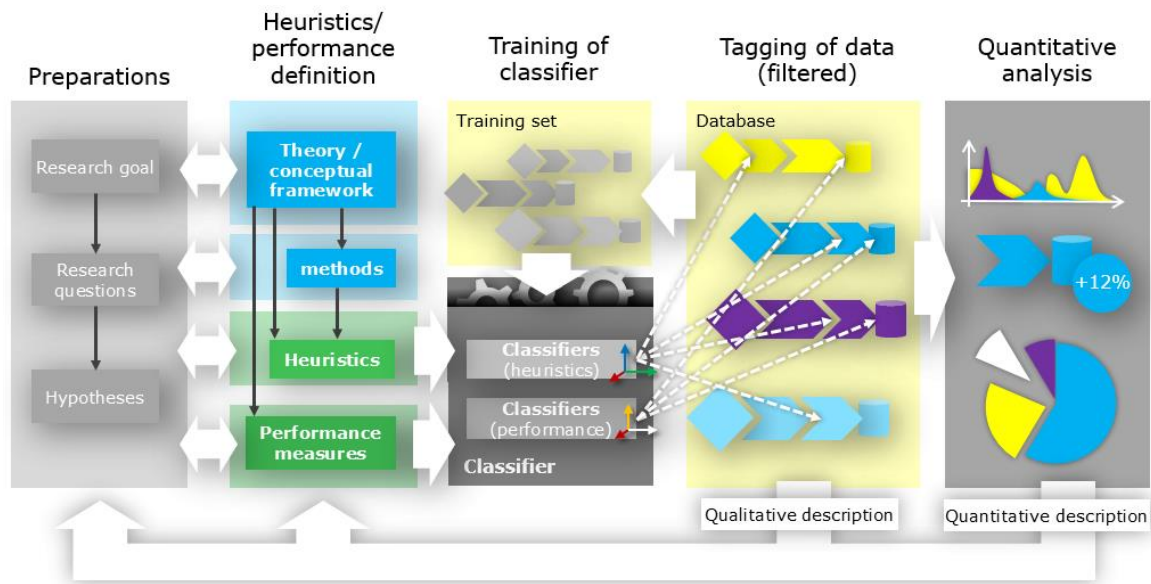 Preparations
Heuristics/
performance
definition
Training of
classifier
Tagging of data
(filtered)
Quantitative
analysis
Research goal
Research
questions
Hypotheses
Theory /
conceptual
framework
methods
Heuristics
Performance
measures
Training set
Classifiers
(heuristics)
Classifiers
(performance)
Classifier
Database
Qualitative description
+12%
Quantitative description